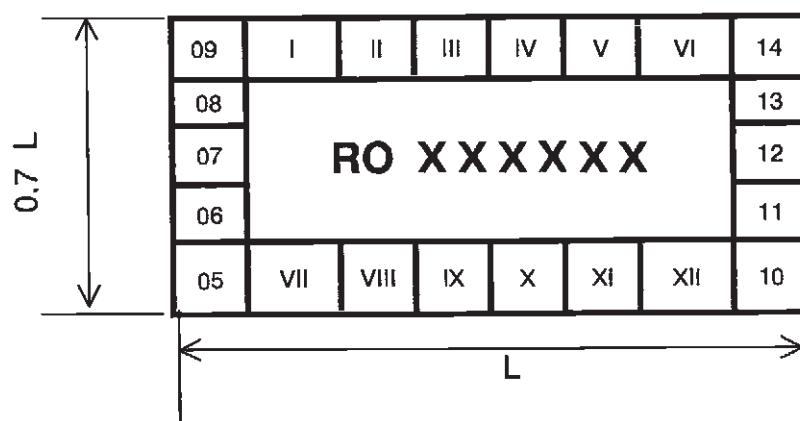 09 I II III IV V VI 14
08 13
07 RO XXXXXX 12
06 11
05 VII VIII IX X XI XII 10
0.7 L
L